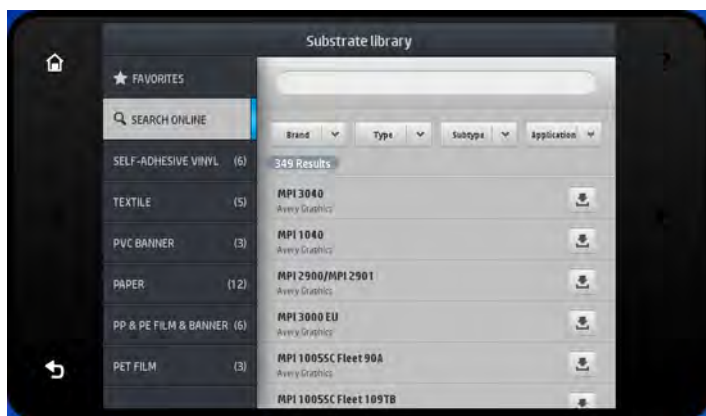 Substrate library
FAVORITES
SEARCH ONLINE
SELF-ADHESIVE VINYL (6)
TEXTILE (5)
PVC BANNER (3)
PAPER (12)
PP & PE FILM & BANNER (6)
PET FILM (3)
Brand Type Subtype Application
349 Results
MPI 3040
Avery Graphics
MPI 1040
Avery Graphics
MPI 2900/MPI 2901
Avery Graphics
MPI 3000 EU
Avery Graphics
MPI 1005SC Fleet 90A
Avery Graphics
MPI 1005SC Fleet 109TB
?